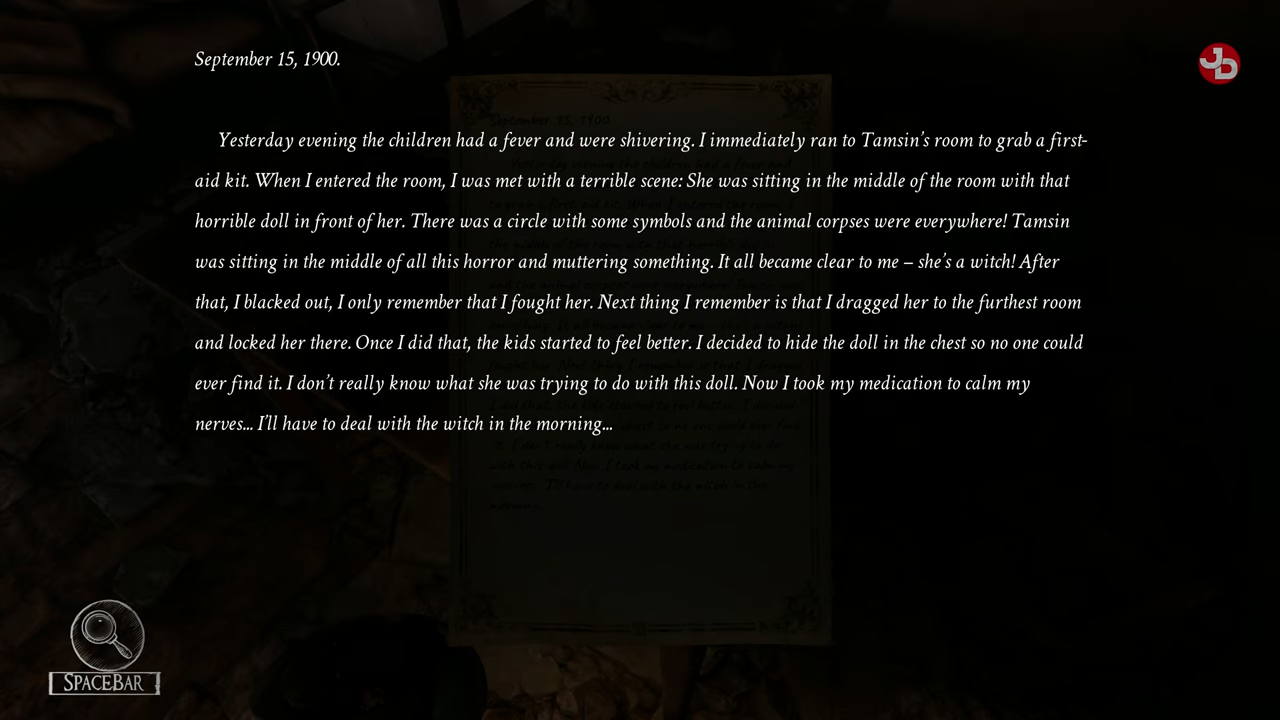 September 15, 1900.
JD
Yesterday evening the children had a fever and were shivering. I immediately ran to Tamsin's room to grab a first-
aid kit. When I entered the room, I was met with a terrible scene: She was sitting in the middle of the room with that
horrible doll in front of her. There was a circle with some symbols and the animal corpses were everywhere! Tamsin
was sitting in the middle of all this horror and muttering something. It all became clear to me – she's a witch! After
that, I blacked out, I only remember that I fought her. Next thing I remember is that I dragged her to the furthest room
and locked her there. Once I did that, the kids started to feel better. I decided to hide the doll in the chest so no one could
ever find it. I don't really know what she was trying to do with this doll. Now I took my medication to calm my
nerves... I'll have to deal with the witch in the morning...
SPACEBAR